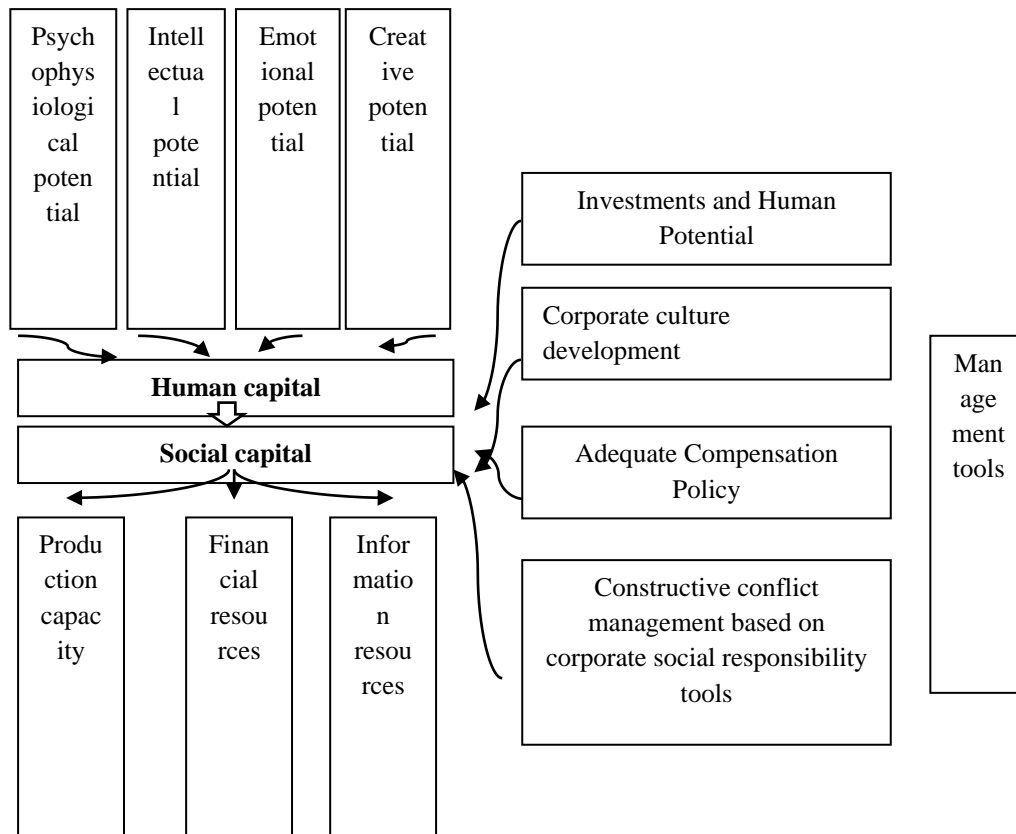 Psych
ophys
iologi
cal
poten
tial
Intell
ectua
l
pote
ntial
Emot
ional
poten
tial
Creat
ive
poten
tial
Investments and Human
Potential
Corporate culture
development
Man
age
ment
tools
Human capital
Social capital
Adequate Compensation
Policy
Produ
ction
capac
ity
Finan
cial
resou
rces
Infor
matio
n
resou
rces
Constructive conflict
management based on
corporate social responsibility
tools